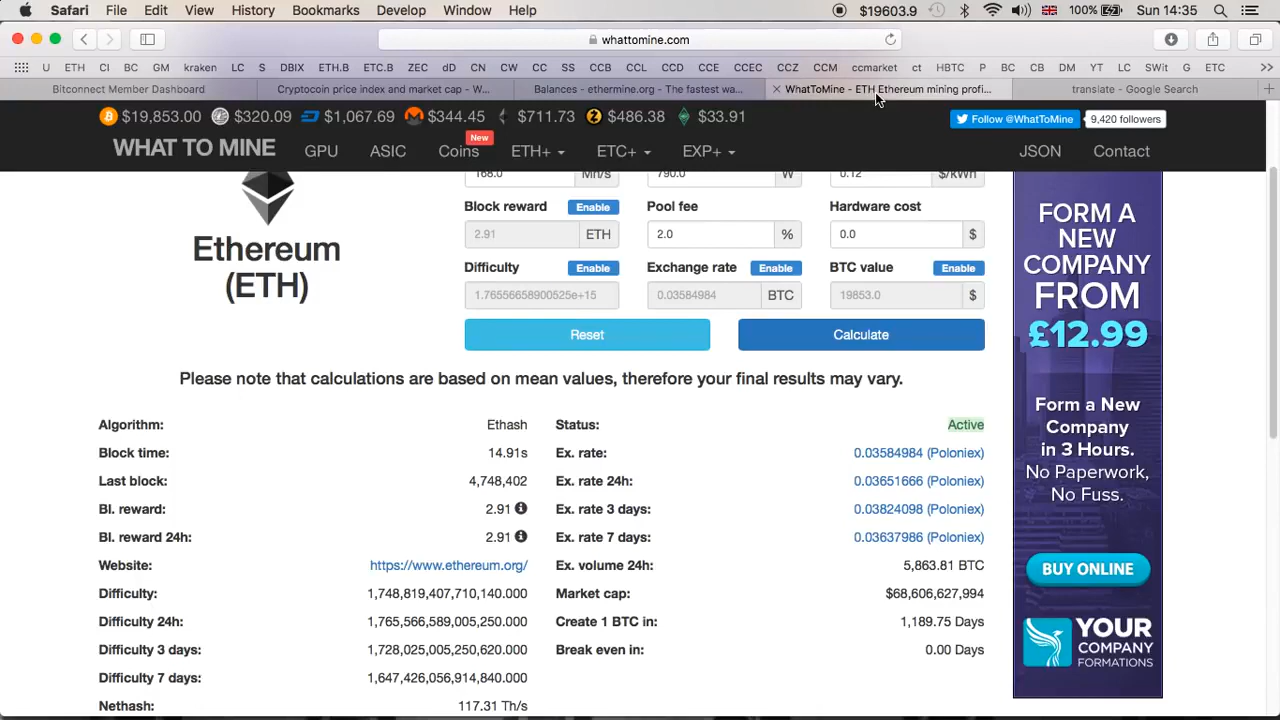 Safari File Edit View History Bookmarks Develop Window Help $19603.9 100% Sun 14:35
whattomine.com
U ETH CI BC GM kraken LC S DBIX ETH.B ETC.B ZEC dD CN CW CC SS CCB CCL CCD CCE CCEC CCZ CCM ccmarket ct HBTC P BC CB DM YT LC SWit G ETC
Bitconnect Member Dashboard Cryptocoin price index and market cap - W... Balances - ethermine.org - The fastest wa... WhatToMine - ETH Ethereum mining profi... translate - Google Search
$19,853.00 $320.09 $1,067.69 $344.45 $711.73 $486.38 $33.91 Follow @WhatToMine 9,420 followers
New
WHAT TO MINE GPU ASIC Coins ETH+ ETC+ EXP+ JSON Contact
168.0 Mh/s 790.0 W 0.12 $/kWh
Block reward Enable Pool fee Hardware cost
2.91 ETH 2.0 % 0.0 $
Ethereum
(ETH)
Difficulty Enable Exchange rate Enable BTC value Enable
1.76556658900525e+15 0.03584984 BTC 19853.0 $
Reset Calculate
Please note that calculations are based on mean values, therefore your final results may vary.
Algorithm: Ethash Status: Active
Block time: 14.91s Ex. rate: 0.03584984 (Poloniex)
Last block: 4,748,402 Ex. rate 24h: 0.03651666 (Poloniex)
Bl. reward: 2.91 Ex. rate 3 days: 0.03824098 (Poloniex)
Bl. reward 24h: 2.91 Ex. rate 7 days: 0.03637986 (Poloniex)
Website: https://www.ethereum.org/ Ex. volume 24h: 5,863.81 BTC
Difficulty: 1,748,819,407,710,140.000 Market cap: $68,606,627,994
Difficulty 24h: 1,765,566,589,005,250.000 Create 1 BTC in: 1,189.75 Days
Difficulty 3 days: 1,728,025,005,250,620.000 Break even in: 0.00 Days
Difficulty 7 days: 1,647,426,056,914,840.000
Nethash: 117.31 Th/s
FORM A
NEW
COMPANY
FROM
£12.99
Form a New
Company
in 3 Hours.
No Paperwork,
No Fuss.
BUY ONLINE
YOUR
COMPANY
FORMATIONS